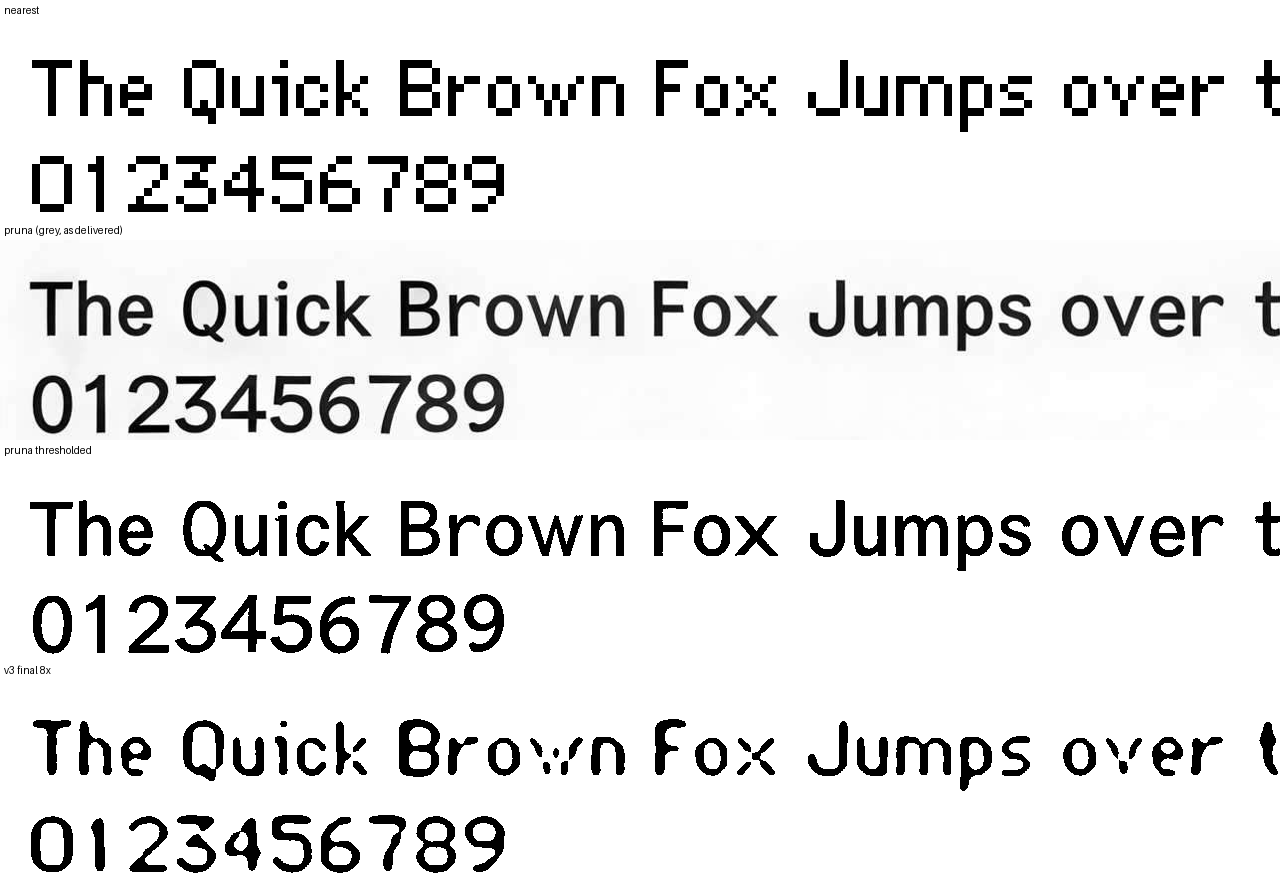 nearest
The Quick Brown Fox Jumps over t
0123456789
pruna (grey, as delivered)
The Quick Brown Fox Jumps over t
0123456789
pruna thresholded
The Quick Brown Fox Jumps over t
0123456789
v3 final 8x
The Quick Brown Fox Jumps over t
0123456789